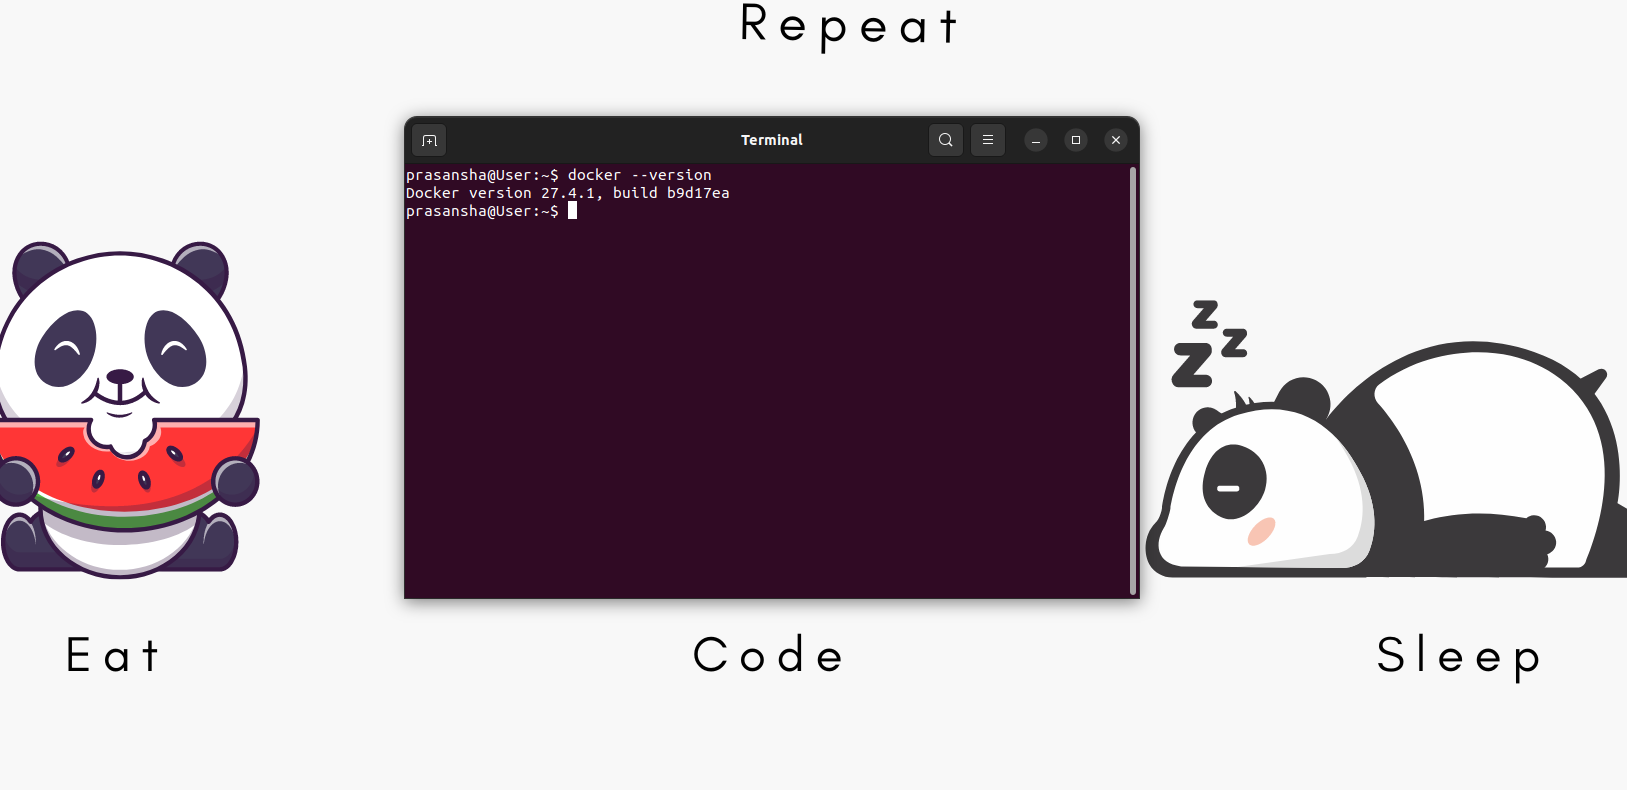 Repeat
Terminal
prasansha@User:~$ docker --version
Docker version 27.4.1, build b9d17ea
prasansha@User:~$
z
z
z
Eat
Code
Sleep